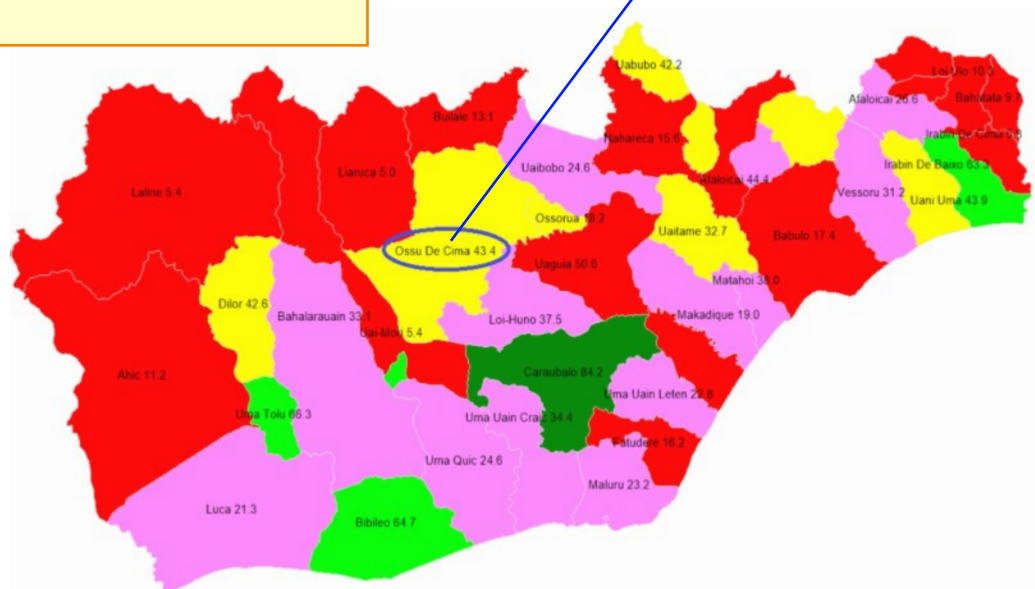 Uabubo 42.2
Loi Ulo 10.3
Afaloicai 26.6
Builale 13.1
Nahareca 15.6
Laline 5.4
Liaruca 5.0
Uaibobo 24.6
Afaloicai 44.4
Irabin De Baixo 63.3
Vessoru 31.2
Uani Uma 43.9
Ossorua 18.2
Uaitame 32.7
Babulo 17.4
Ossu De Cima 43.4
Uaguia 50.6
Matahoi 38.0
Dilor 42.6
Bahalarauain 33.1
Loi-Huno 37.5
Makadique 19.0
Uai-Mori 5.4
Ahic 11.2
Caraubalo 84.2
Uma Uain Leten 22.8
Uma Tolu 66.3
Uma Uain Craic 34.4
Fatudere 16.2
Uma Quic 24.6
Maluru 23.2
Luca 21.3
Bibileo 64.7